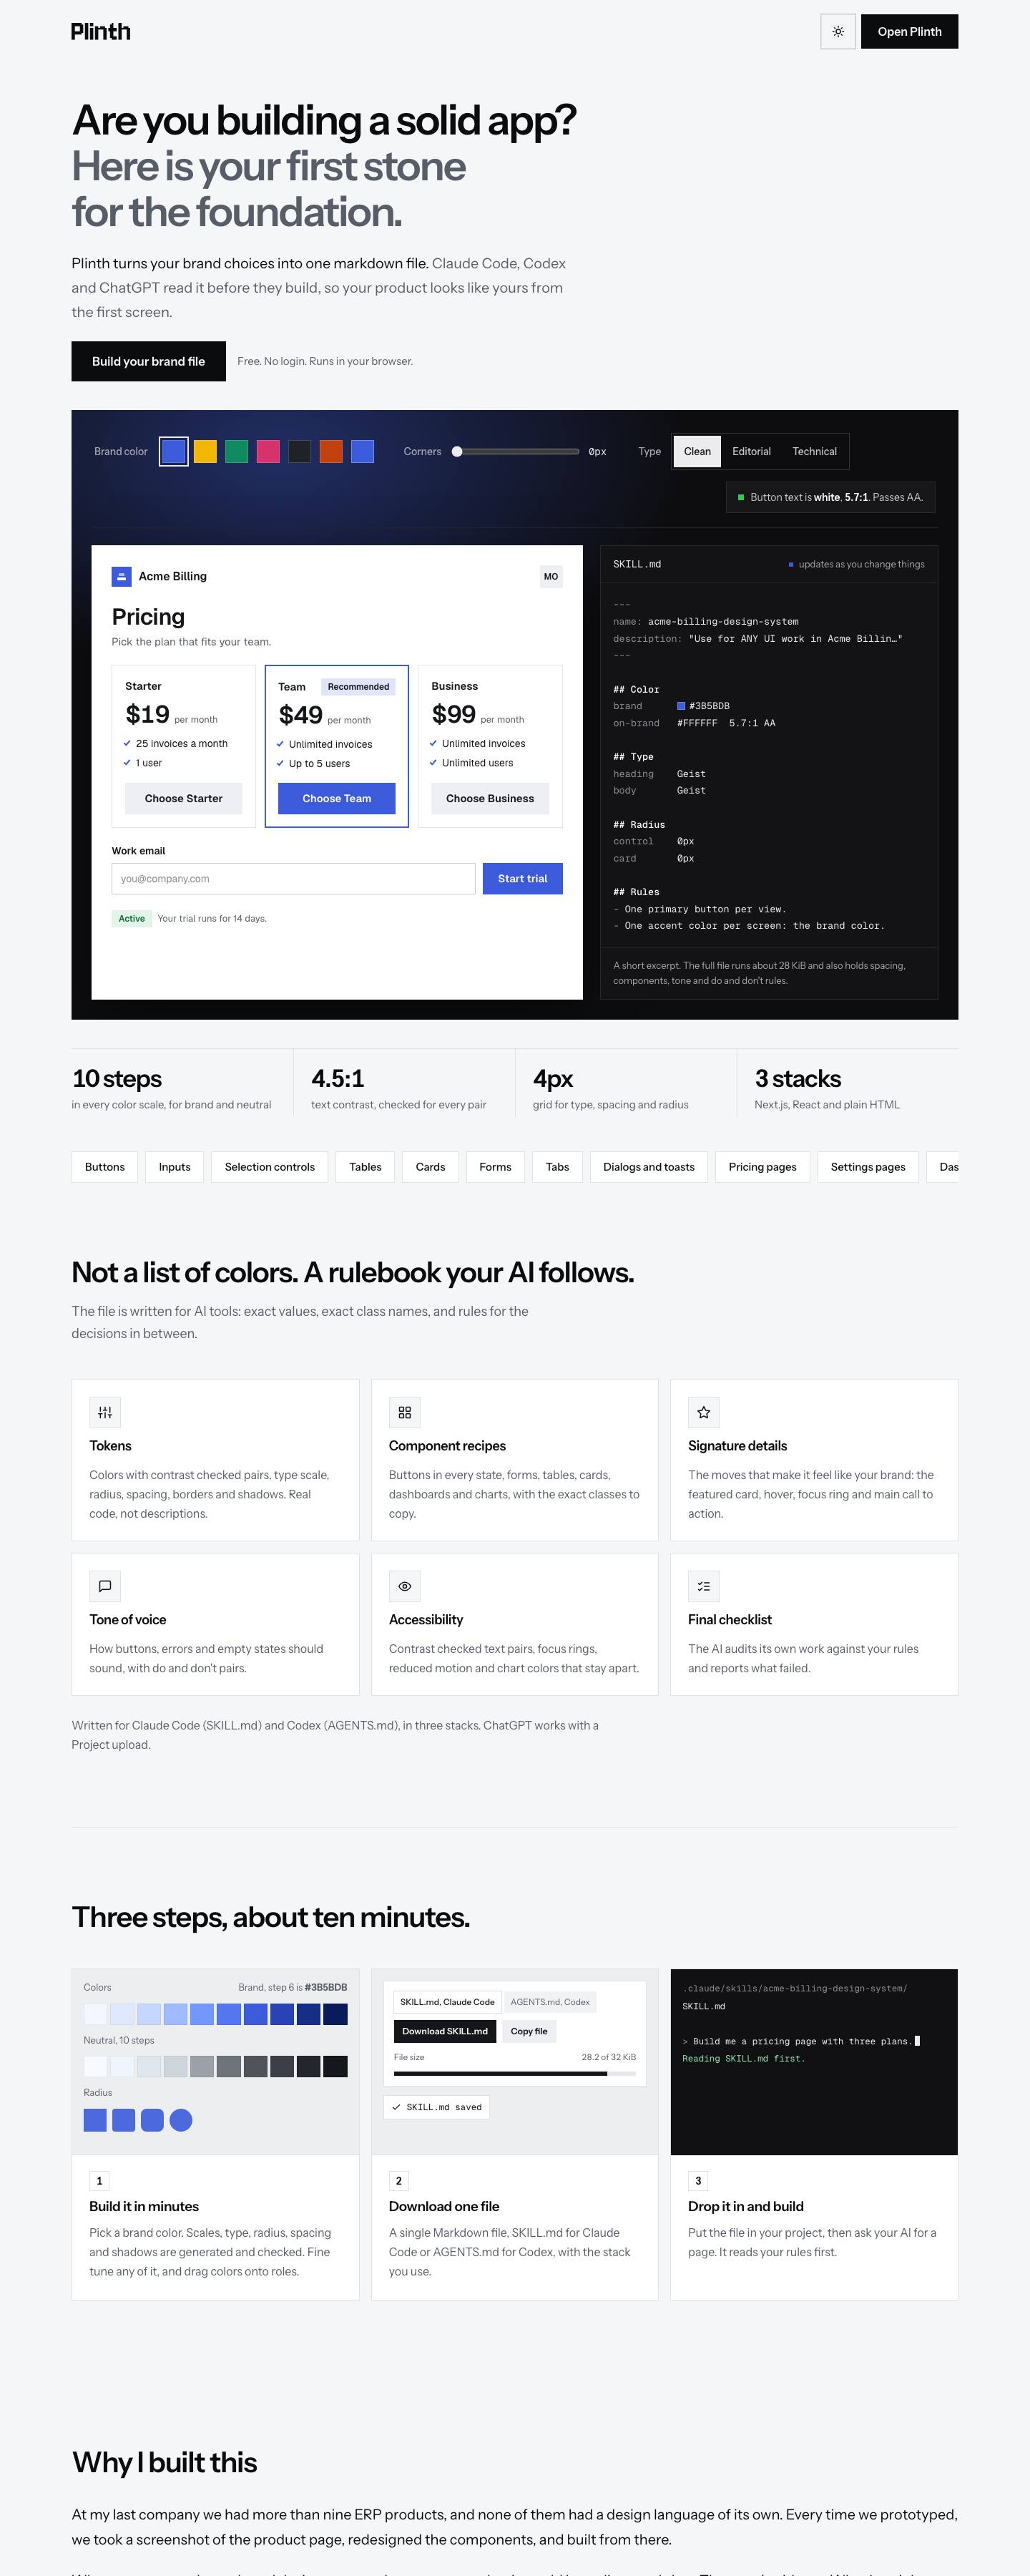 Plinth
Open Plinth
Are you building a solid app?
Here is your first stone
for the foundation.
Plinth turns your brand choices into one markdown file. Claude Code, Codex
and ChatGPT read it before they build, so your product looks like yours from
the first screen.
Build your brand file
Free. No login. Runs in your browser.
Brand color
Corners
0px
Type
Clean
Editorial
Technical
Button text is white, 5.7:1. Passes AA.
Acme Billing
MO
Pricing
Pick the plan that fits your team.
Starter
$19 per month
25 invoices a month
1 user
Choose Starter
Team
Recommended
$49 per month
Unlimited invoices
Up to 5 users
Choose Team
Business
$99 per month
Unlimited invoices
Unlimited users
Choose Business
Work email
you@company.com
Start trial
Active
Your trial runs for 14 days.
SKILL.md
updates as you change things
---
name: acme-billing-design-system
description: "Use for ANY UI work in Acme Billin…"
---
## Color
brand #3B5BDB
on-brand #FFFFFF 5.7:1 AA
## Type
heading Geist
body Geist
## Radius
control 0px
card 0px
## Rules
- One primary button per view.
- One accent color per screen: the brand color.
A short excerpt. The full file runs about 28 KiB and also holds spacing,
components, tone and do and don't rules.
10 steps
in every color scale, for brand and neutral
4.5:1
text contrast, checked for every pair
4px
grid for type, spacing and radius
3 stacks
Next.js, React and plain HTML
Buttons
Inputs
Selection controls
Tables
Cards
Forms
Tabs
Dialogs and toasts
Pricing pages
Settings pages
Das
Not a list of colors. A rulebook your AI follows.
The file is written for AI tools: exact values, exact class names, and rules for the
decisions in between.
Tokens
Colors with contrast checked pairs, type scale,
radius, spacing, borders and shadows. Real
code, not descriptions.
Component recipes
Buttons in every state, forms, tables, cards,
dashboards and charts, with the exact classes to
copy.
Signature details
The moves that make it feel like your brand: the
featured card, hover, focus ring and main call to
action.
Tone of voice
How buttons, errors and empty states should
sound, with do and don't pairs.
Accessibility
Contrast checked text pairs, focus rings,
reduced motion and chart colors that stay apart.
Final checklist
The AI audits its own work against your rules
and reports what failed.
Written for Claude Code (SKILL.md) and Codex (AGENTS.md), in three stacks. ChatGPT works with a
Project upload.
Three steps, about ten minutes.
Colors
Brand, step 6 is #3B5BDB
Neutral, 10 steps
Radius
1
Build it in minutes
Pick a brand color. Scales, type, radius, spacing
and shadows are generated and checked. Fine
tune any of it, and drag colors onto roles.
SKILL.md, Claude Code
AGENTS.md, Codex
Download SKILL.md
Copy file
File size
28.2 of 32 KiB
SKILL.md saved
2
Download one file
A single Markdown file, SKILL.md for Claude
Code or AGENTS.md for Codex, with the stack
you use.
.claude/skills/acme-billing-design-system/
SKILL.md
> Build me a pricing page with three plans.
Reading SKILL.md first.
3
Drop it in and build
Put the file in your project, then ask your AI for a
page. It reads your rules first.
Why I built this
At my last company we had more than nine ERP products, and none of them had a design language of its own. Every time we prototyped,
we took a screenshot of the product page, redesigned the components, and built from there.